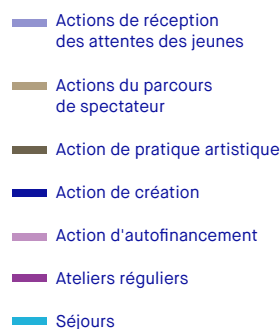 Actions de réception
des attentes des jeunes
Actions du parcours
de spectateur
Action de pratique artistique
Action de création
Action d'autofinancement
Ateliers réguliers
Séjours